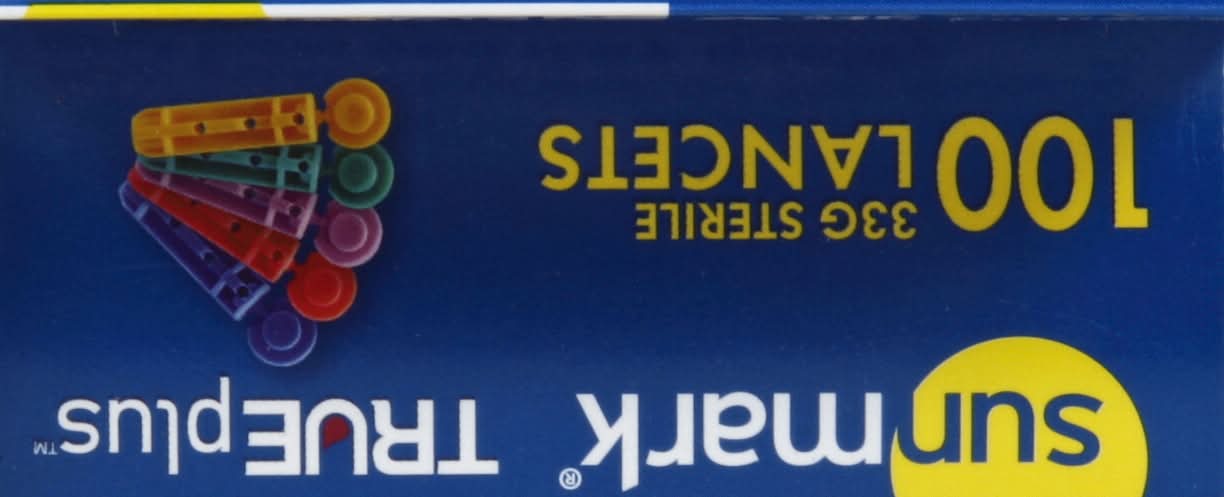 sunmark® TRUEplus™
100 33G STERILE
LANCETS